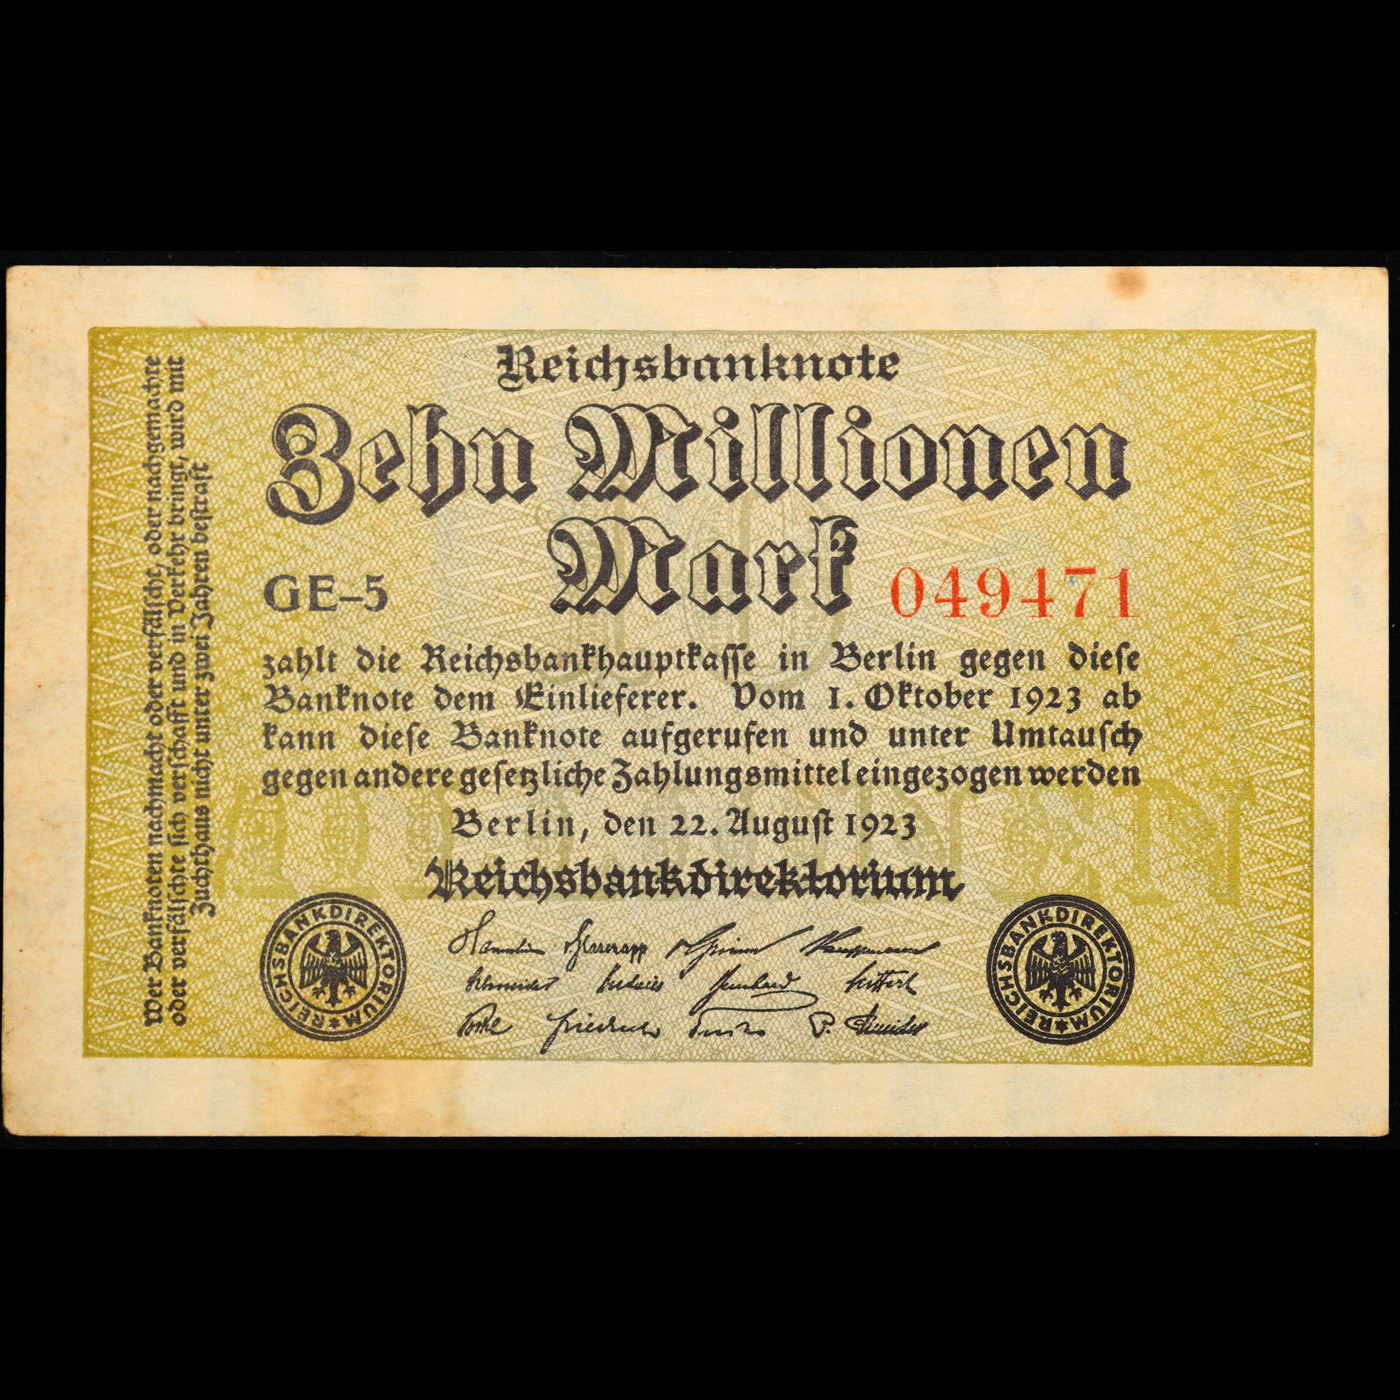 Reichsbanknote
Zehn Millionen
Mark
GE–5
049471
zahlt die Reichsbankhauptkasse in Berlin gegen diese
Banknote dem Einlieferer. Vom 1. Oktober 1923 ab
kann diese Banknote aufgerufen und unter Umtausch
gegen andere gesetzliche Zahlungsmittel eingezogen werden
Berlin, den 22. August 1923
Reichsbankdirektorium
REICHSBANKDIREKTORIUM
REICHSBANKDIREKTORIUM
Wer Banknoten nachmacht oder verfälscht, oder nachgemachte
oder verfälschte sich verschafft und in Verkehr bringt, wird mit
Zuchthaus nicht unter zwei Jahren bestraft